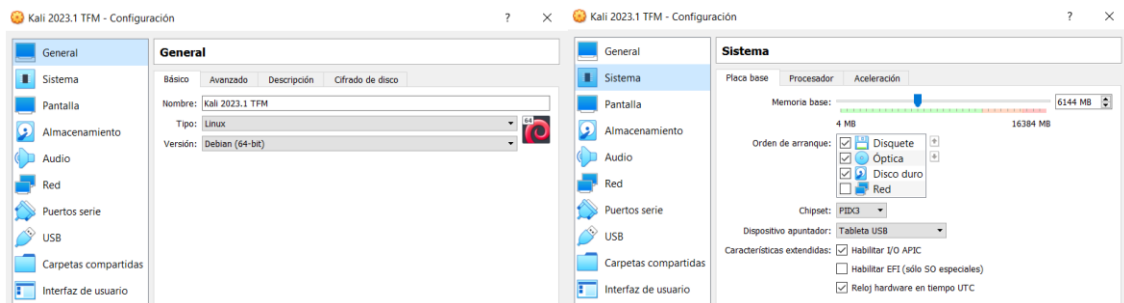 Kali 2023.1 TFM - Configuración ? ×
General
Sistema
Pantalla
Almacenamiento
Audio
Red
Puertos serie
USB
Carpetas compartidas
Interfaz de usuario
General
Básico Avanzado Descripción Cifrado de disco
Nombre: Kali 2023.1 TFM
Tipo: Linux
64
Versión: Debian (64-bit)
Kali 2023.1 TFM - Configuración ? ×
General
Sistema
Pantalla
Almacenamiento
Audio
Red
Puertos serie
USB
Carpetas compartidas
Interfaz de usuario
Sistema
Placa base Procesador Aceleración
Memoria base: 6144 MB
4 MB 16384 MB
Orden de arranque: Disquete
Óptica
Disco duro
Red
Chipset: PIIX3
Dispositivo apuntador: Tableta USB
Características extendidas: Habilitar I/O APIC
Habilitar EFI (sólo SO especiales)
Reloj hardware en tiempo UTC